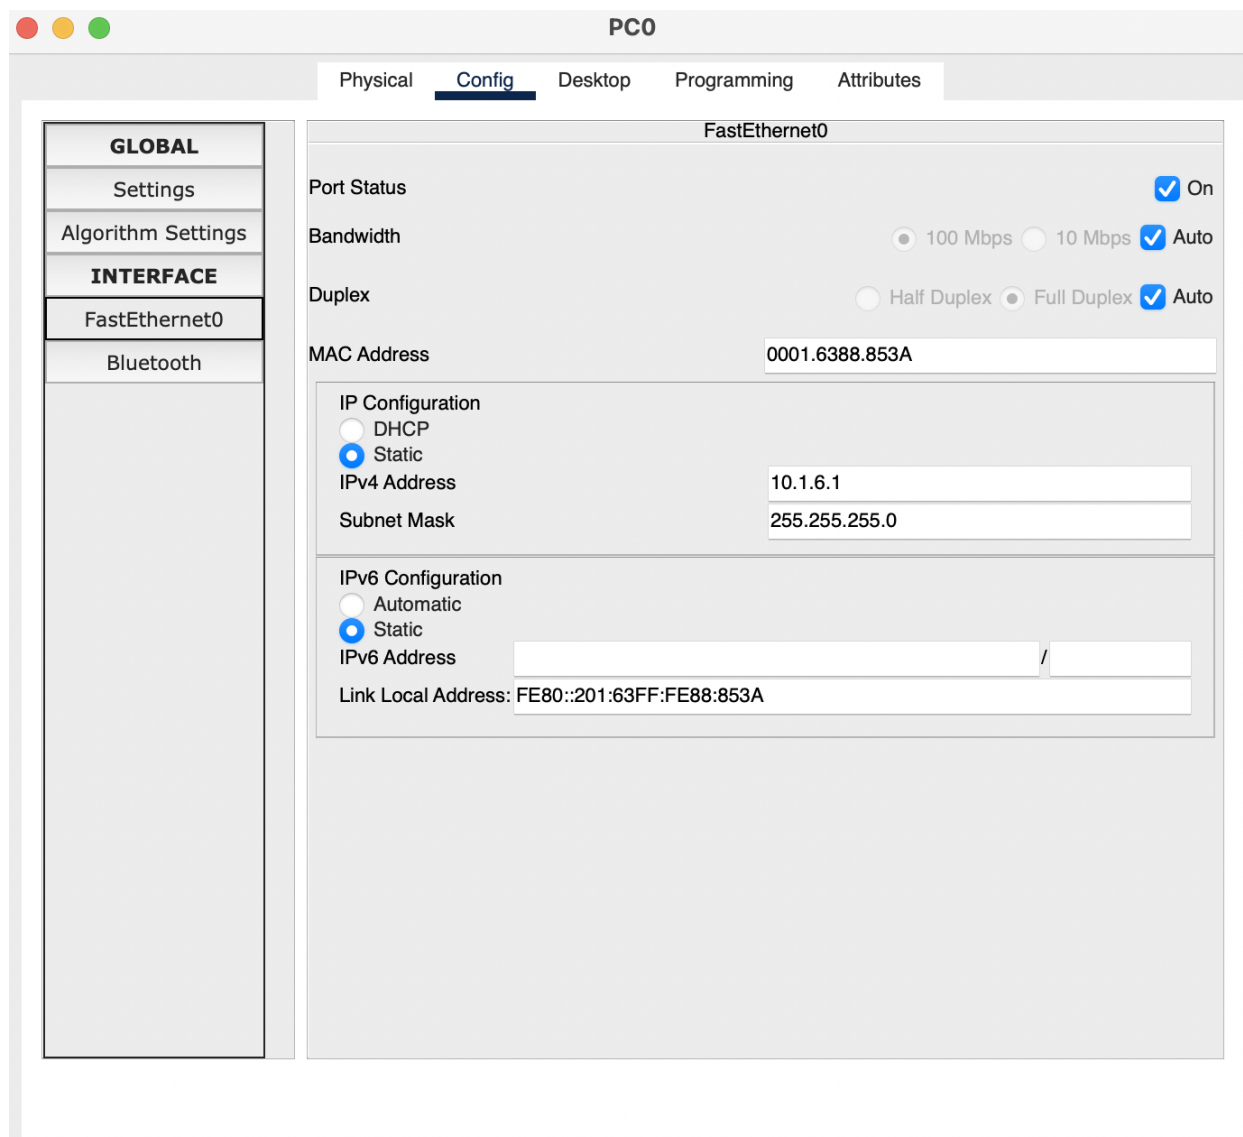 PC0
Physical Config Desktop Programming Attributes
GLOBAL
Settings
Algorithm Settings
INTERFACE
FastEthernet0
Bluetooth
FastEthernet0
Port Status On
Bandwidth 100 Mbps 10 Mbps Auto
Duplex Half Duplex Full Duplex Auto
MAC Address 0001.6388.853A
IP Configuration
DHCP
Static
IPv4 Address 10.1.6.1
Subnet Mask 255.255.255.0
IPv6 Configuration
Automatic
Static
IPv6 Address /
Link Local Address: FE80::201:63FF:FE88:853A